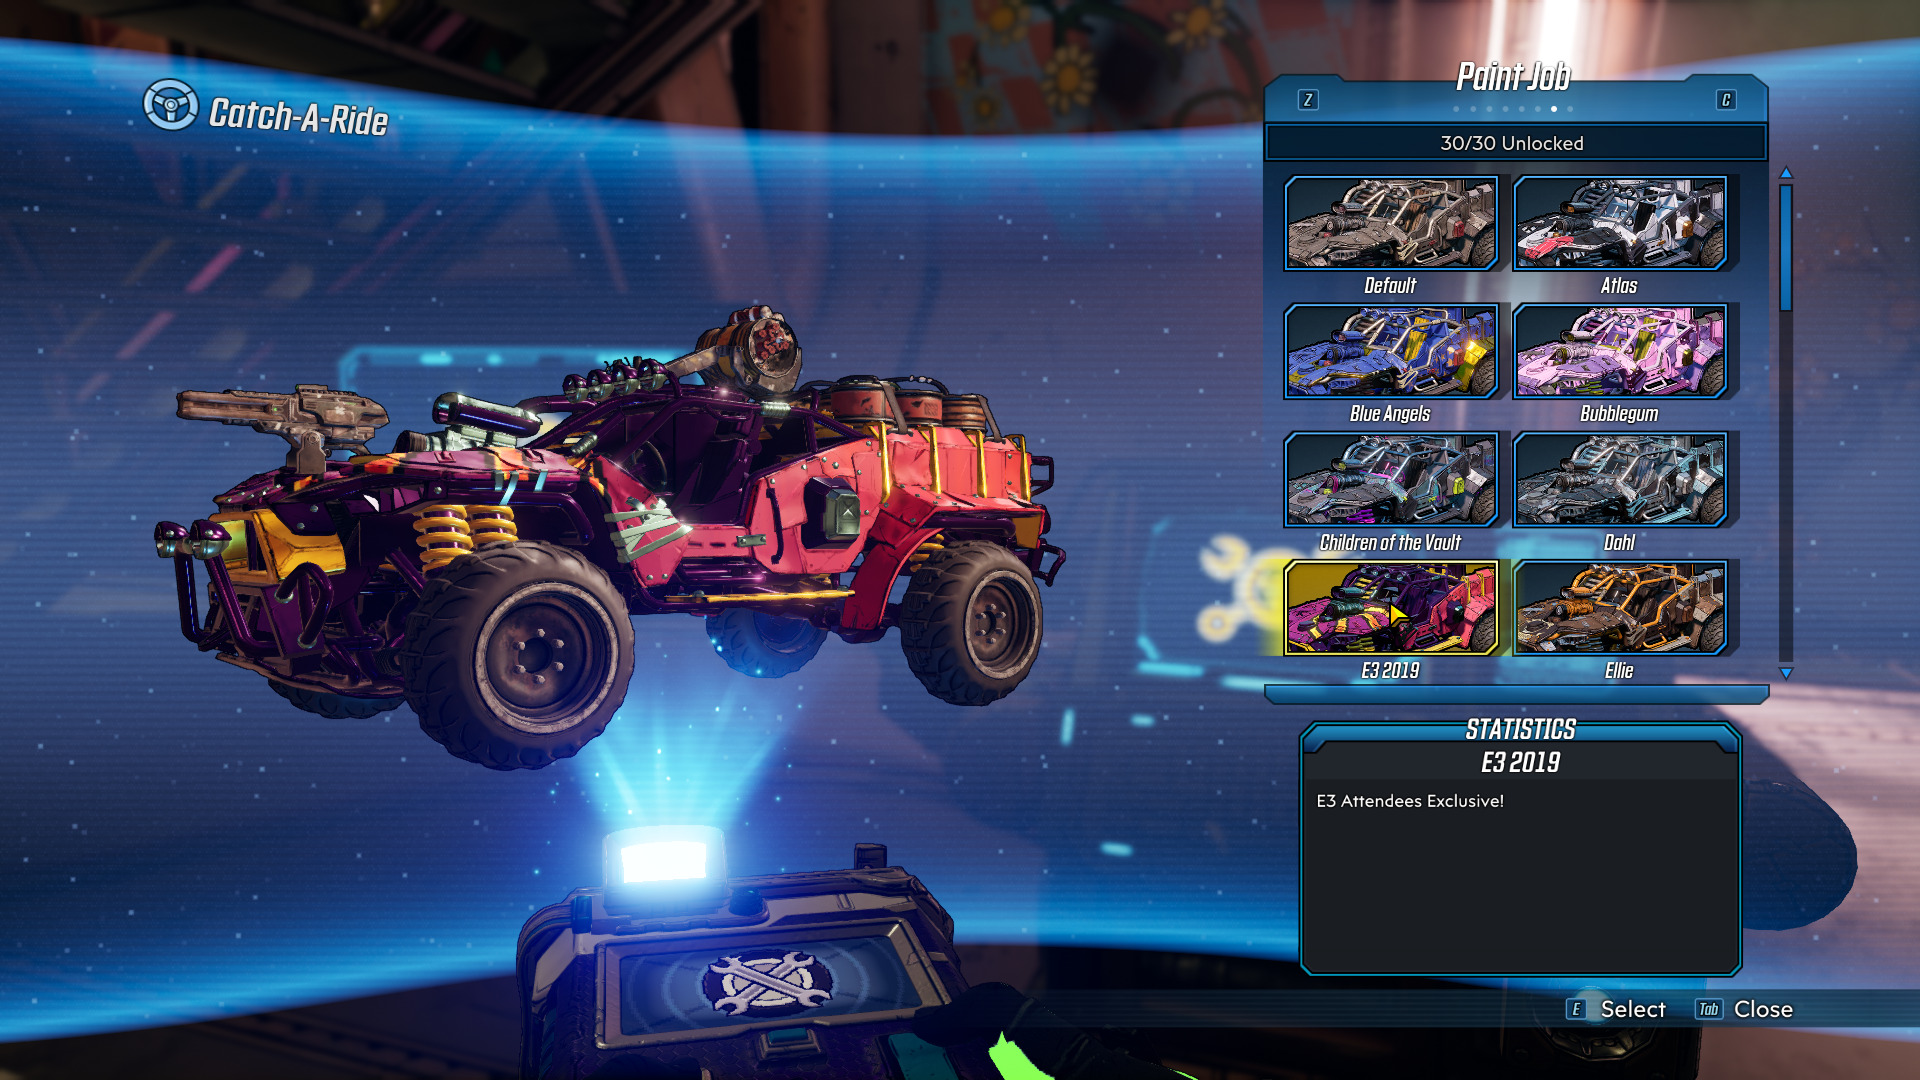 Catch-A-Ride
Paint Job
Z
C
30/30 Unlocked
Default
Atlas
Blue Angels
Bubblegum
Children of the Vault
Dahl
E3 2019
Ellie
STATISTICS
E3 2019
E3 Attendees Exclusive!
E Select
Tab Close